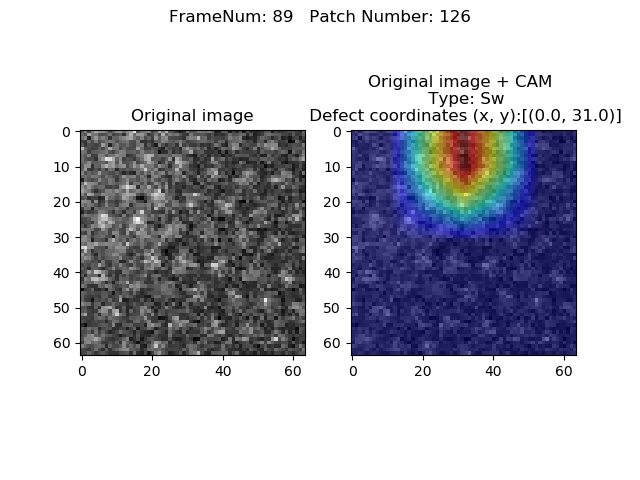 FrameNum: 89   Patch Number: 126
Original image
Original image + CAM
Type: Sw
Defect coordinates (x, y):[(0.0, 31.0)]
0
10
20
30
40
50
60
0 20 40 60
0
10
20
30
40
50
60
0 20 40 60